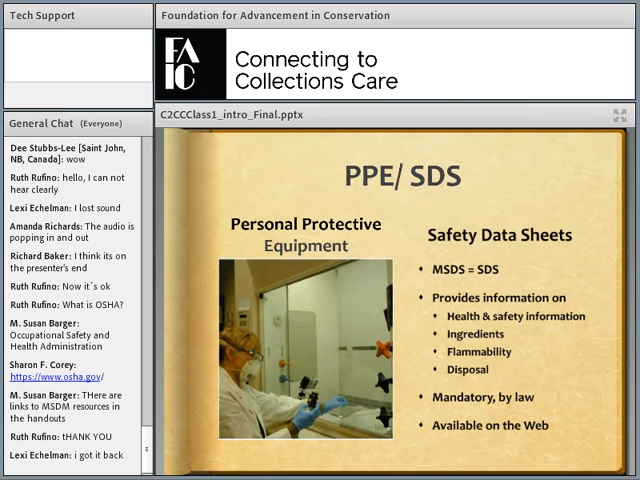 Tech Support
Foundation for Advancement in Conservation
FA
IC
Connecting to
Collections Care
General Chat (Everyone)
Dee Stubbs-Lee [Saint John,
NB, Canada]: wow
Ruth Rufino: hello, I can not
hear clearly
Lexi Echelman: I lost sound
Amanda Richards: The audio is
popping in and out
Richard Baker: I think its on
the presenter's end
Ruth Rufino: Now it´s ok
Ruth Rufino: What is OSHA?
M. Susan Barger:
Occupational Safety and
Health Administration
Sharon F. Corey:
https://www.osha.gov/
M. Susan Barger: THere are
links to MSDM resources in
the handouts
Ruth Rufino: tHANK YOU
Lexi Echelman: i got it back
C2CCClass1_intro_Final.pptx
PPE/ SDS
Personal Protective
Equipment
Safety Data Sheets
MSDS = SDS
Provides information on
Health & safety information
Ingredients
Flammability
Disposal
Mandatory, by law
Available on the Web